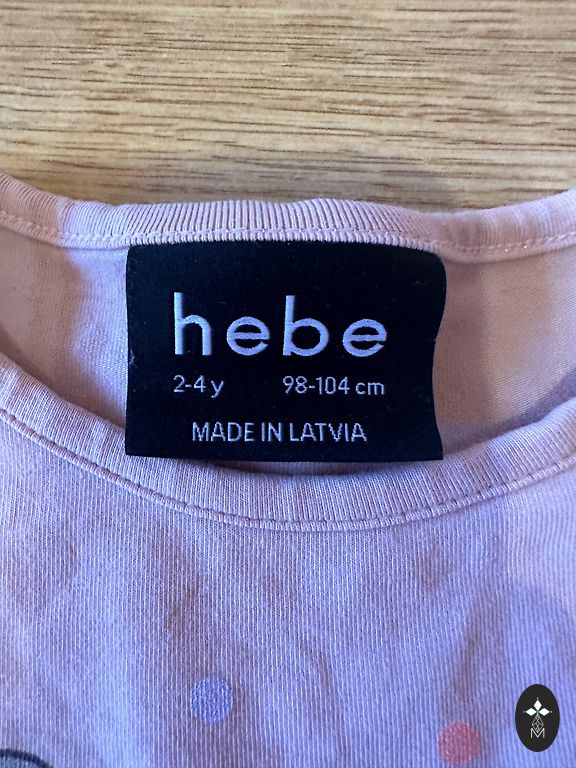 hebe
2-4 y 98-104 cm
MADE IN LATVIA